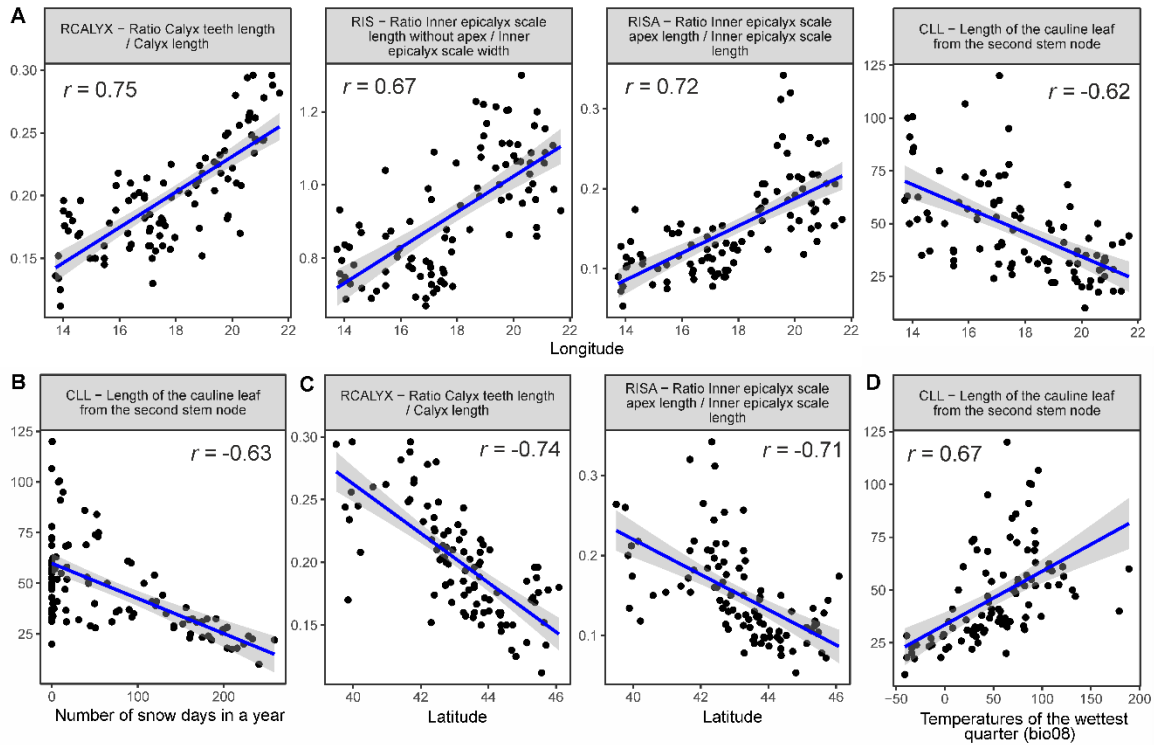 A
RCALYX − Ratio Calyx teeth length
/ Calyx length
RIS − Ratio Inner epicalyx scale
length without apex / Inner
epicalyx scale width
RISA − Ratio Inner epicalyx scale
apex length / Inner epicalyx scale
length
CLL − Length of the cauline leaf
from the second stem node
r = 0.75
r = 0.67
r = 0.72
r = -0.62
0.30
0.25
0.20
0.15
1.2
1.0
0.8
0.3
0.2
0.1
125
100
75
50
25
14 16 18 20 22
14 16 18 20 22
14 16 18 20 22
14 16 18 20 22
Longitude
B
CLL − Length of the cauline leaf
from the second stem node
r = -0.63
125
100
75
50
25
0 100 200
Number of snow days in a year
C
RCALYX − Ratio Calyx teeth length
/ Calyx length
r = -0.74
0.30
0.25
0.20
0.15
40 42 44 46
Latitude
RISA − Ratio Inner epicalyx scale
apex length / Inner epicalyx scale
length
r = -0.71
0.3
0.2
0.1
40 42 44 46
Latitude
D
CLL − Length of the cauline leaf
from the second stem node
r = 0.67
125
100
75
50
25
−50 0 50 100 150 200
Temperatures of the wettest
quarter (bio08)